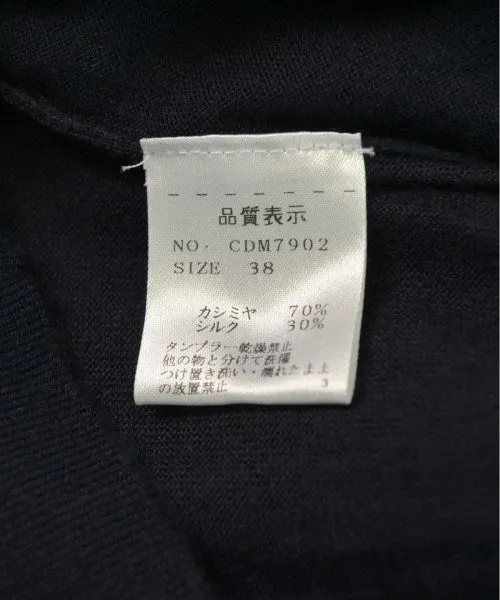 品質表示
NO. CDM7902
SIZE 38
カシミヤ 70%
シルク 30%
タンブラー乾燥禁止
他の物と分けて洗濯
つけ置き洗い・濡れたまま
の放置禁止 3